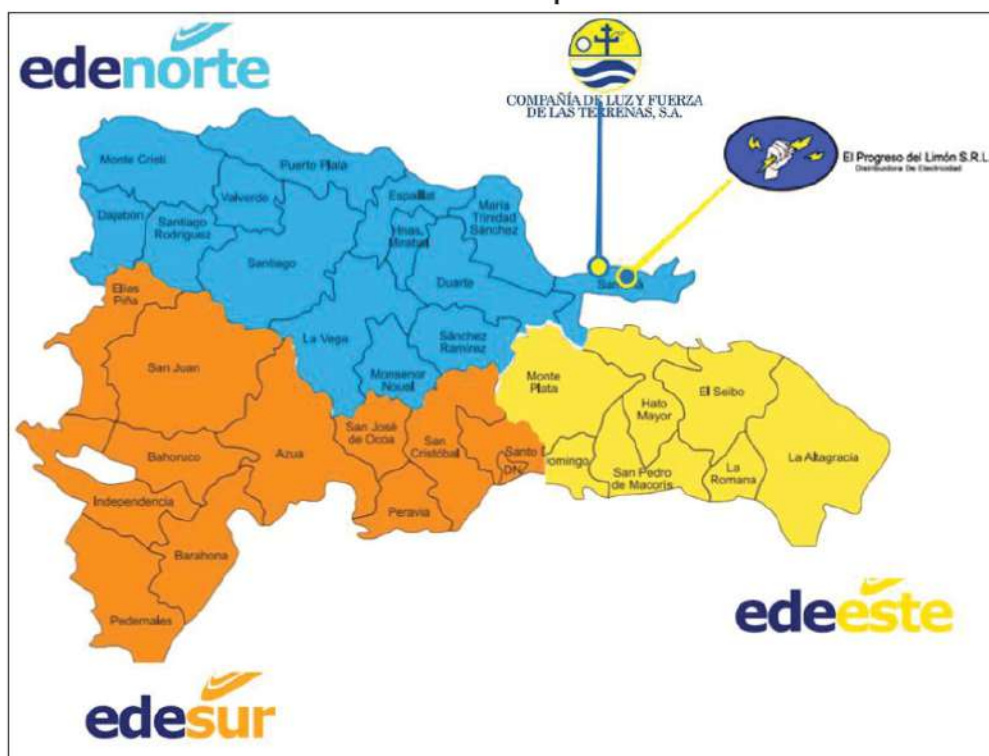 edenorte
COMPAÑÍA DE LUZ Y FUERZA
DE LAS TERRENAS, S.A.
El Progreso del Limón S.R.L
Distribuidora De Electricidad
Monte Cristi
Puerto Plata
Valverde
Espaillat
María
Trinidad
Sánchez
Dajabón
Santiago
Rodríguez
Hnas.
Mirabal
Santiago
Duarte
Elías
Piña
La Vega
Sánchez
Ramírez
San Juan
Monsenor
Nouel
Monte
Plata
El Seibo
Hato
Mayor
San José
de Ocoa
San
Cristóbal
Santo Domingo
DN
Bahoruco
Azua
San Pedro
de Macorís
La
Romana
La Altagracia
Independencia
Peravia
Barahona
Pedernales
edeeste
edesur